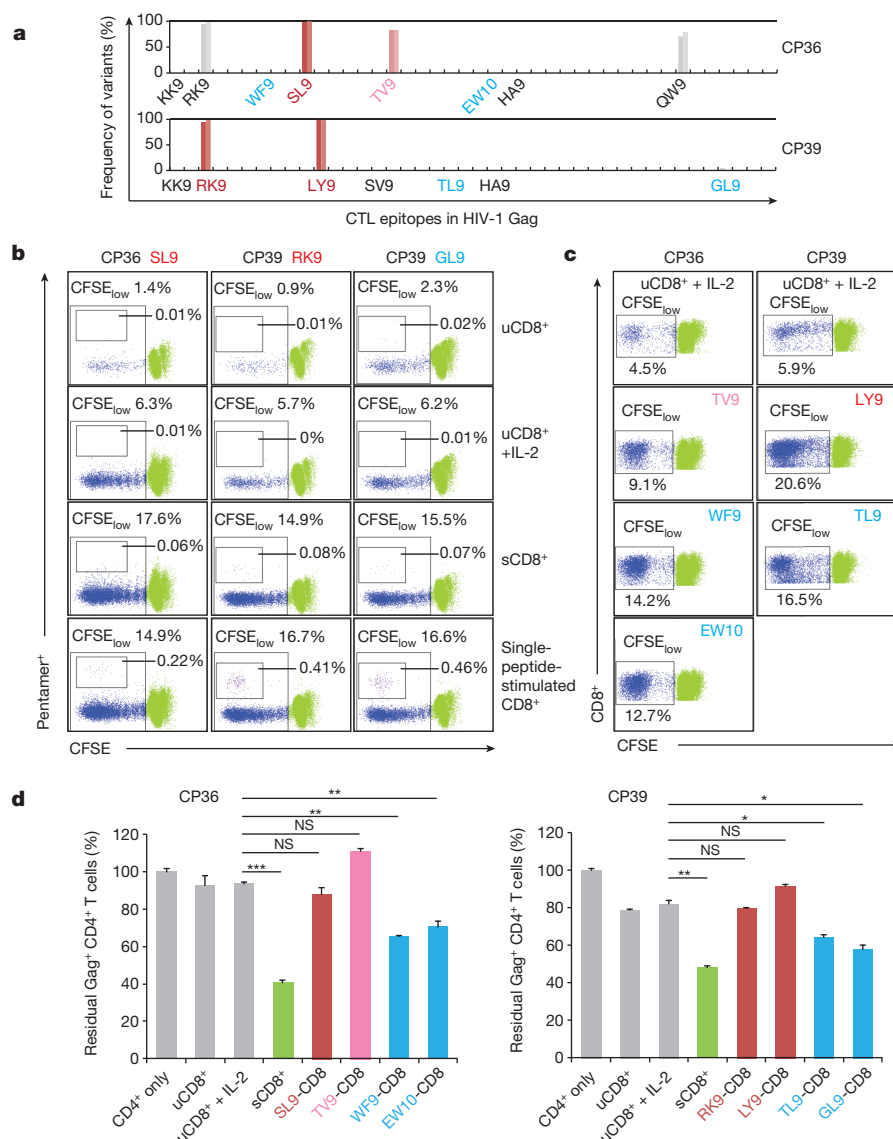 a
Frequency of variants (%)
100
50
0
CP36
KK9 RK9 WF9 SL9 TV9 EW10 HA9 QW9
100
50
0
CP39
KK9 RK9 LY9 SV9 TL9 HA9 GL9
CTL epitopes in HIV-1 Gag
b
CP36 SL9 CP39 RK9 CP39 GL9
CFSElow 1.4% CFSElow 0.9% CFSElow 2.3%
0.01% 0.01% 0.02%
uCD8+
CFSElow 6.3% CFSElow 5.7% CFSElow 6.2%
0.01% 0% 0.01%
uCD8+
+IL-2
CFSElow 17.6% CFSElow 14.9% CFSElow 15.5%
0.06% 0.08% 0.07%
sCD8+
CFSElow 14.9% CFSElow 16.7% CFSElow 16.6%
0.22% 0.41% 0.46%
Single-
peptide-
stimulated
CD8+
Pentamer+
CFSE
c
CP36 CP39
uCD8+ + IL-2 uCD8+ + IL-2
CFSElow CFSElow
4.5% 5.9%
TV9 LY9
CFSElow CFSElow
9.1% 20.6%
WF9 TL9
CFSElow CFSElow
14.2% 16.5%
EW10
CFSElow
12.7%
CD8+
CFSE
d
CP36
Residual Gag+ CD4+ T cells (%)
120
100
80
60
40
20
0
**
**
NS
NS
***
CD4+ only
uCD8+
uCD8+ + IL-2
sCD8+
SL9-CD8
TV9-CD8
WF9-CD8
EW10-CD8
CP39
Residual Gag+ CD4+ T cells (%)
120
100
80
60
40
20
0
*
*
NS
NS
**
CD4+ only
uCD8+
uCD8+ + IL-2
sCD8+
RK9-CD8
LY9-CD8
TL9-CD8
GL9-CD8